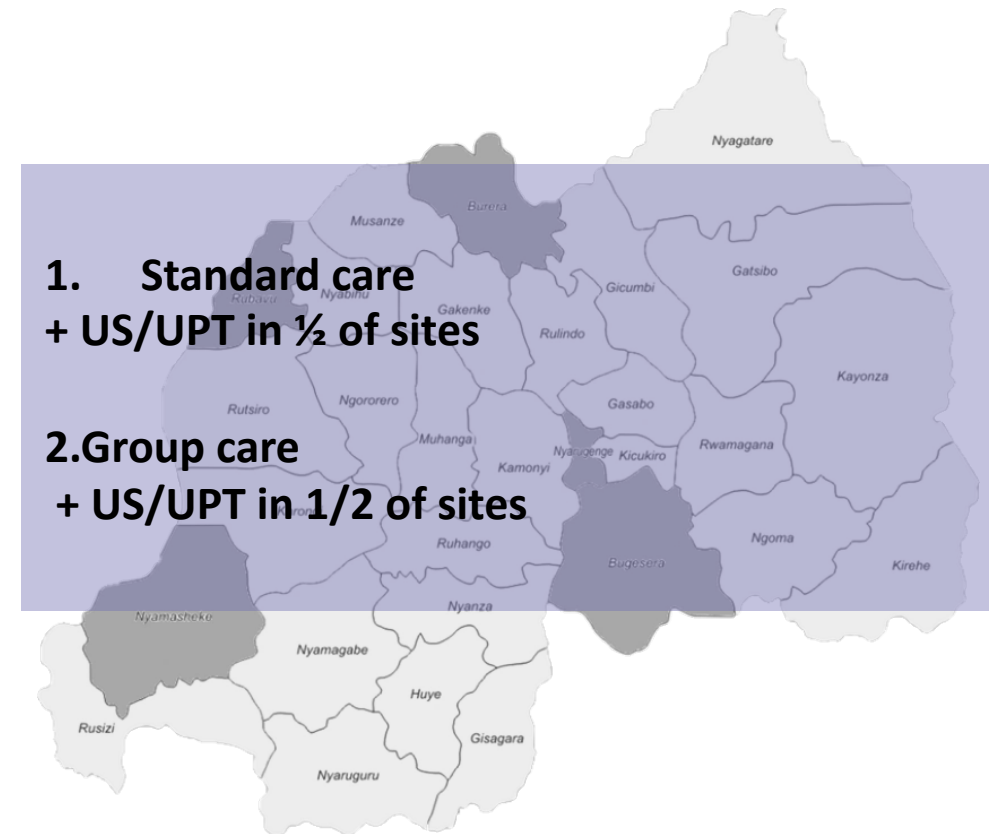 Nyagatare
Burera
Musanze
1. Standard care
Gatsibo
Gicumbi
Rubavu
Nyabihu
Gakenke
+ US/UPT in ½ of sites
Rulindo
Kayonza
Ngororero
Gasabo
Rutsiro
Muhanga
Rwamagana
2.Group care
Nyarugenge
Kicukiro
Kamonyi
+ US/UPT in 1/2 of sites
Ruhango
Ngoma
Bugesera
Kirehe
Nyanza
Nyamasheke
Nyamagabe
Huye
Rusizi
Gisagara
Nyaruguru